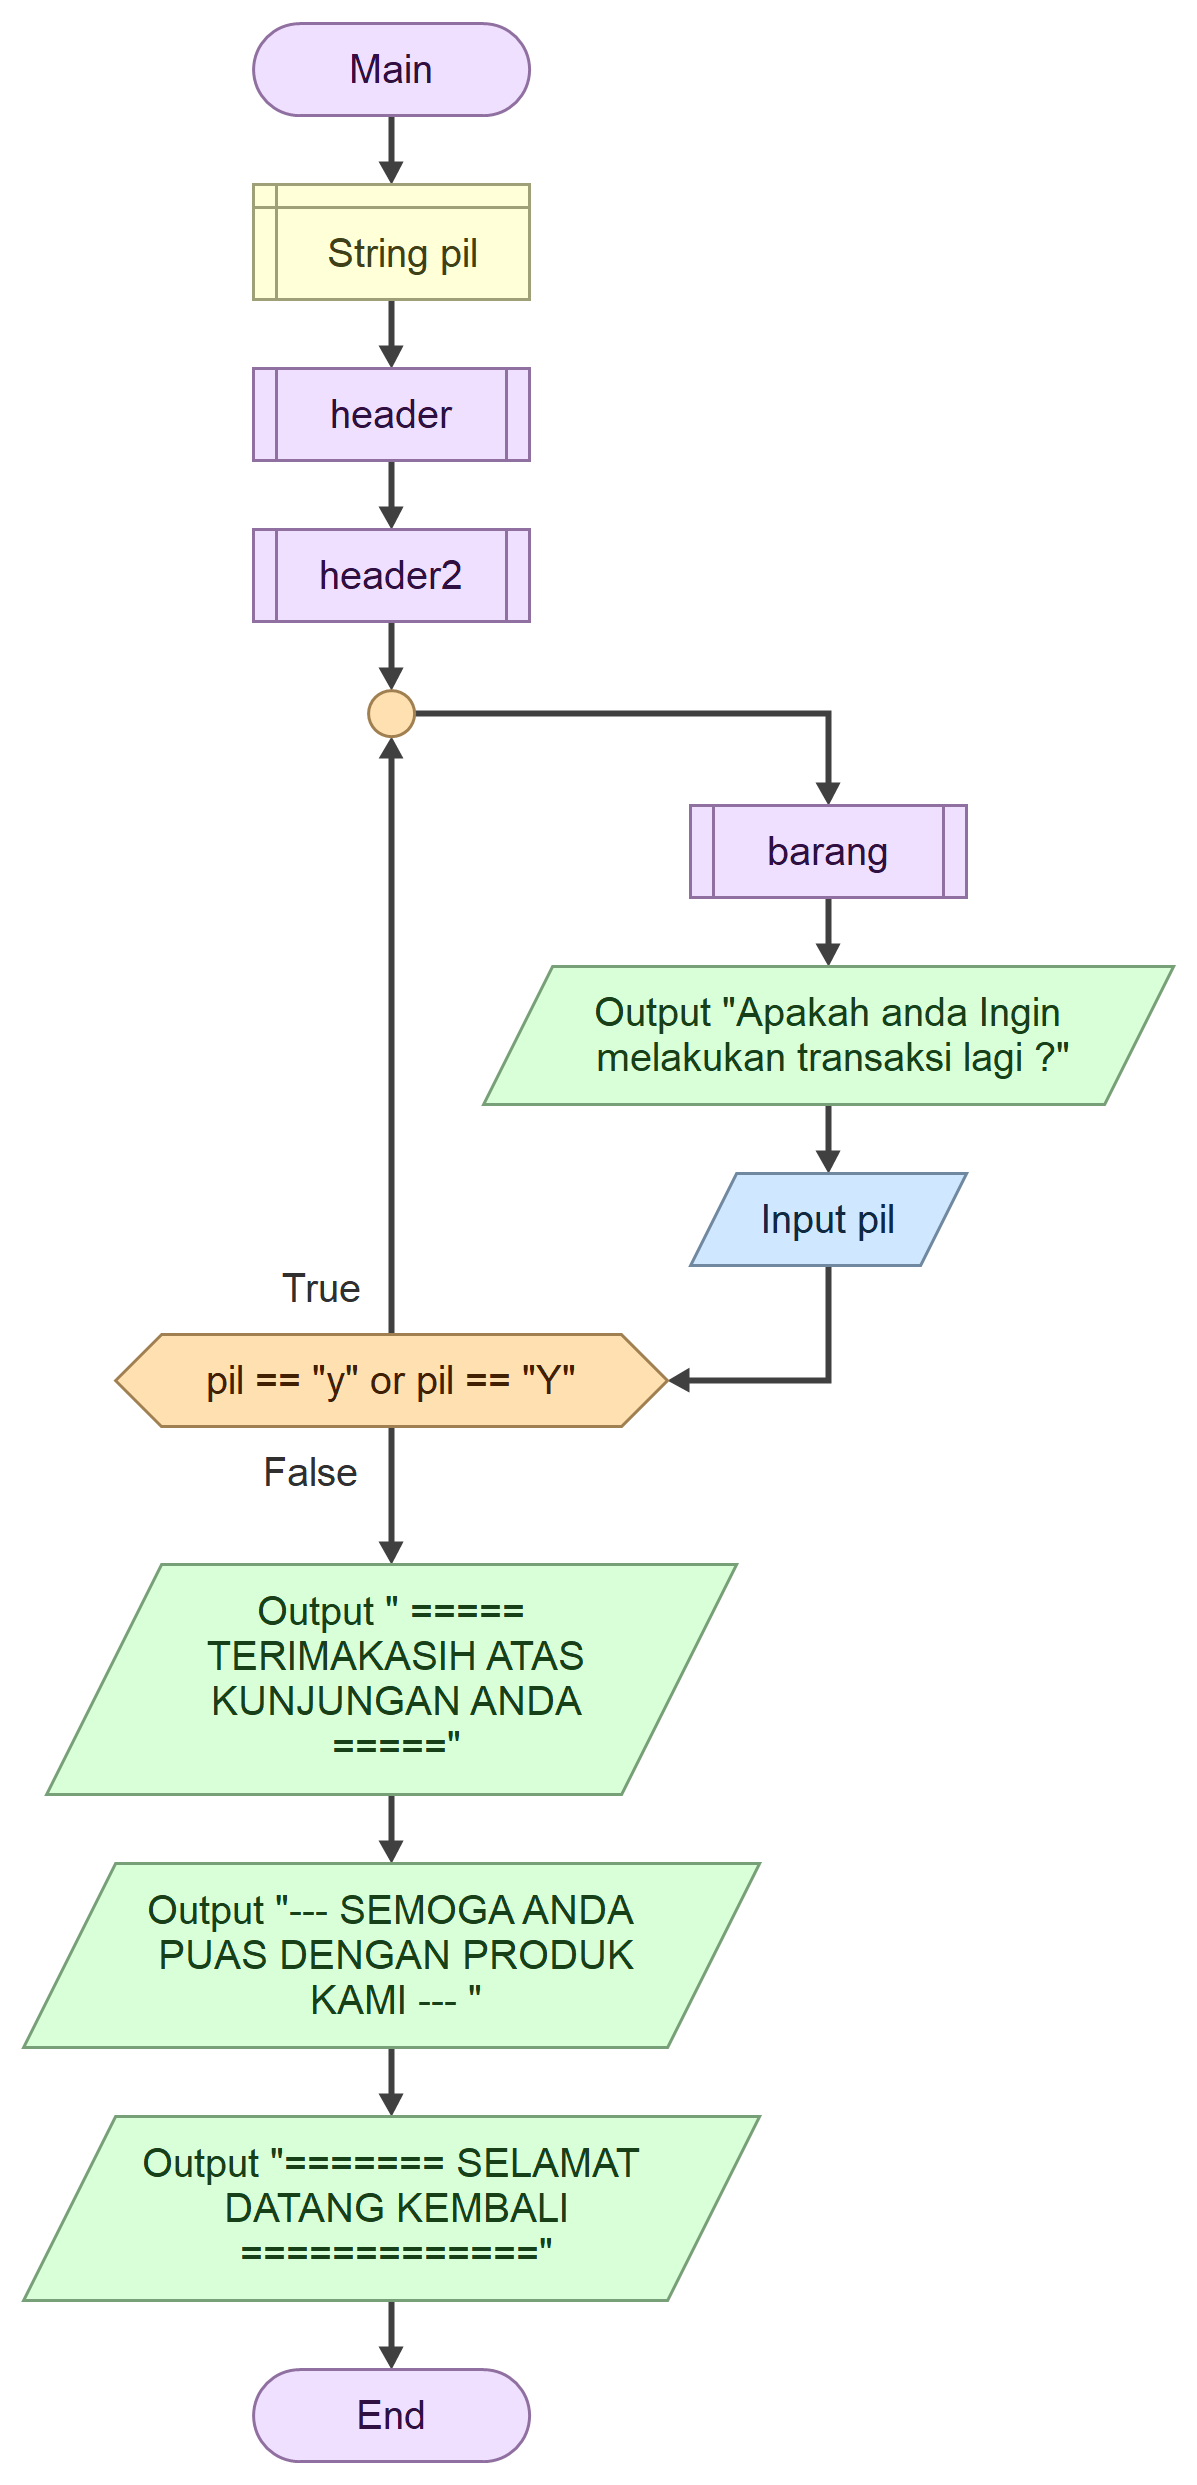 Main
String pil
header
header2
barang
Output "Apakah anda Ingin
melakukan transaksi lagi ?"
Input pil
True
pil == "y" or pil == "Y"
False
Output " =====
TERIMAKASIH ATAS
KUNJUNGAN ANDA
====="
Output "--- SEMOGA ANDA
PUAS DENGAN PRODUK
KAMI --- "
Output "======= SELAMAT
DATANG KEMBALI
============="
End